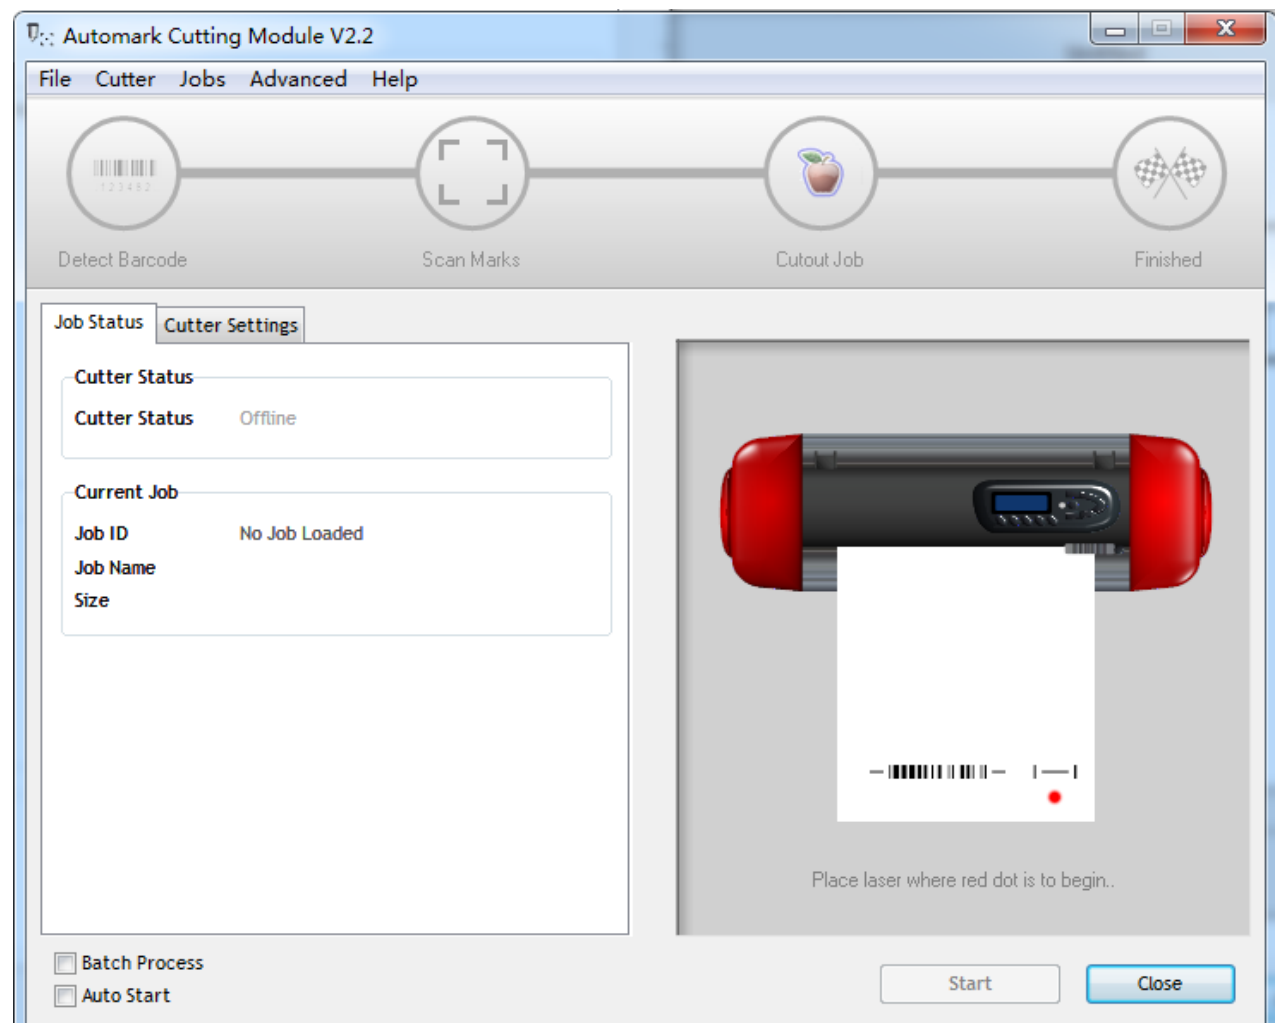 Automark Cutting Module V2.2
File Cutter Jobs Advanced Help
Detect Barcode
Scan Marks
Cutout Job
Finished
Job Status
Cutter Settings
Cutter Status
Cutter Status Offline
Current Job
Job ID No Job Loaded
Job Name
Size
Place laser where red dot is to begin..
Batch Process
Auto Start
Start
Close